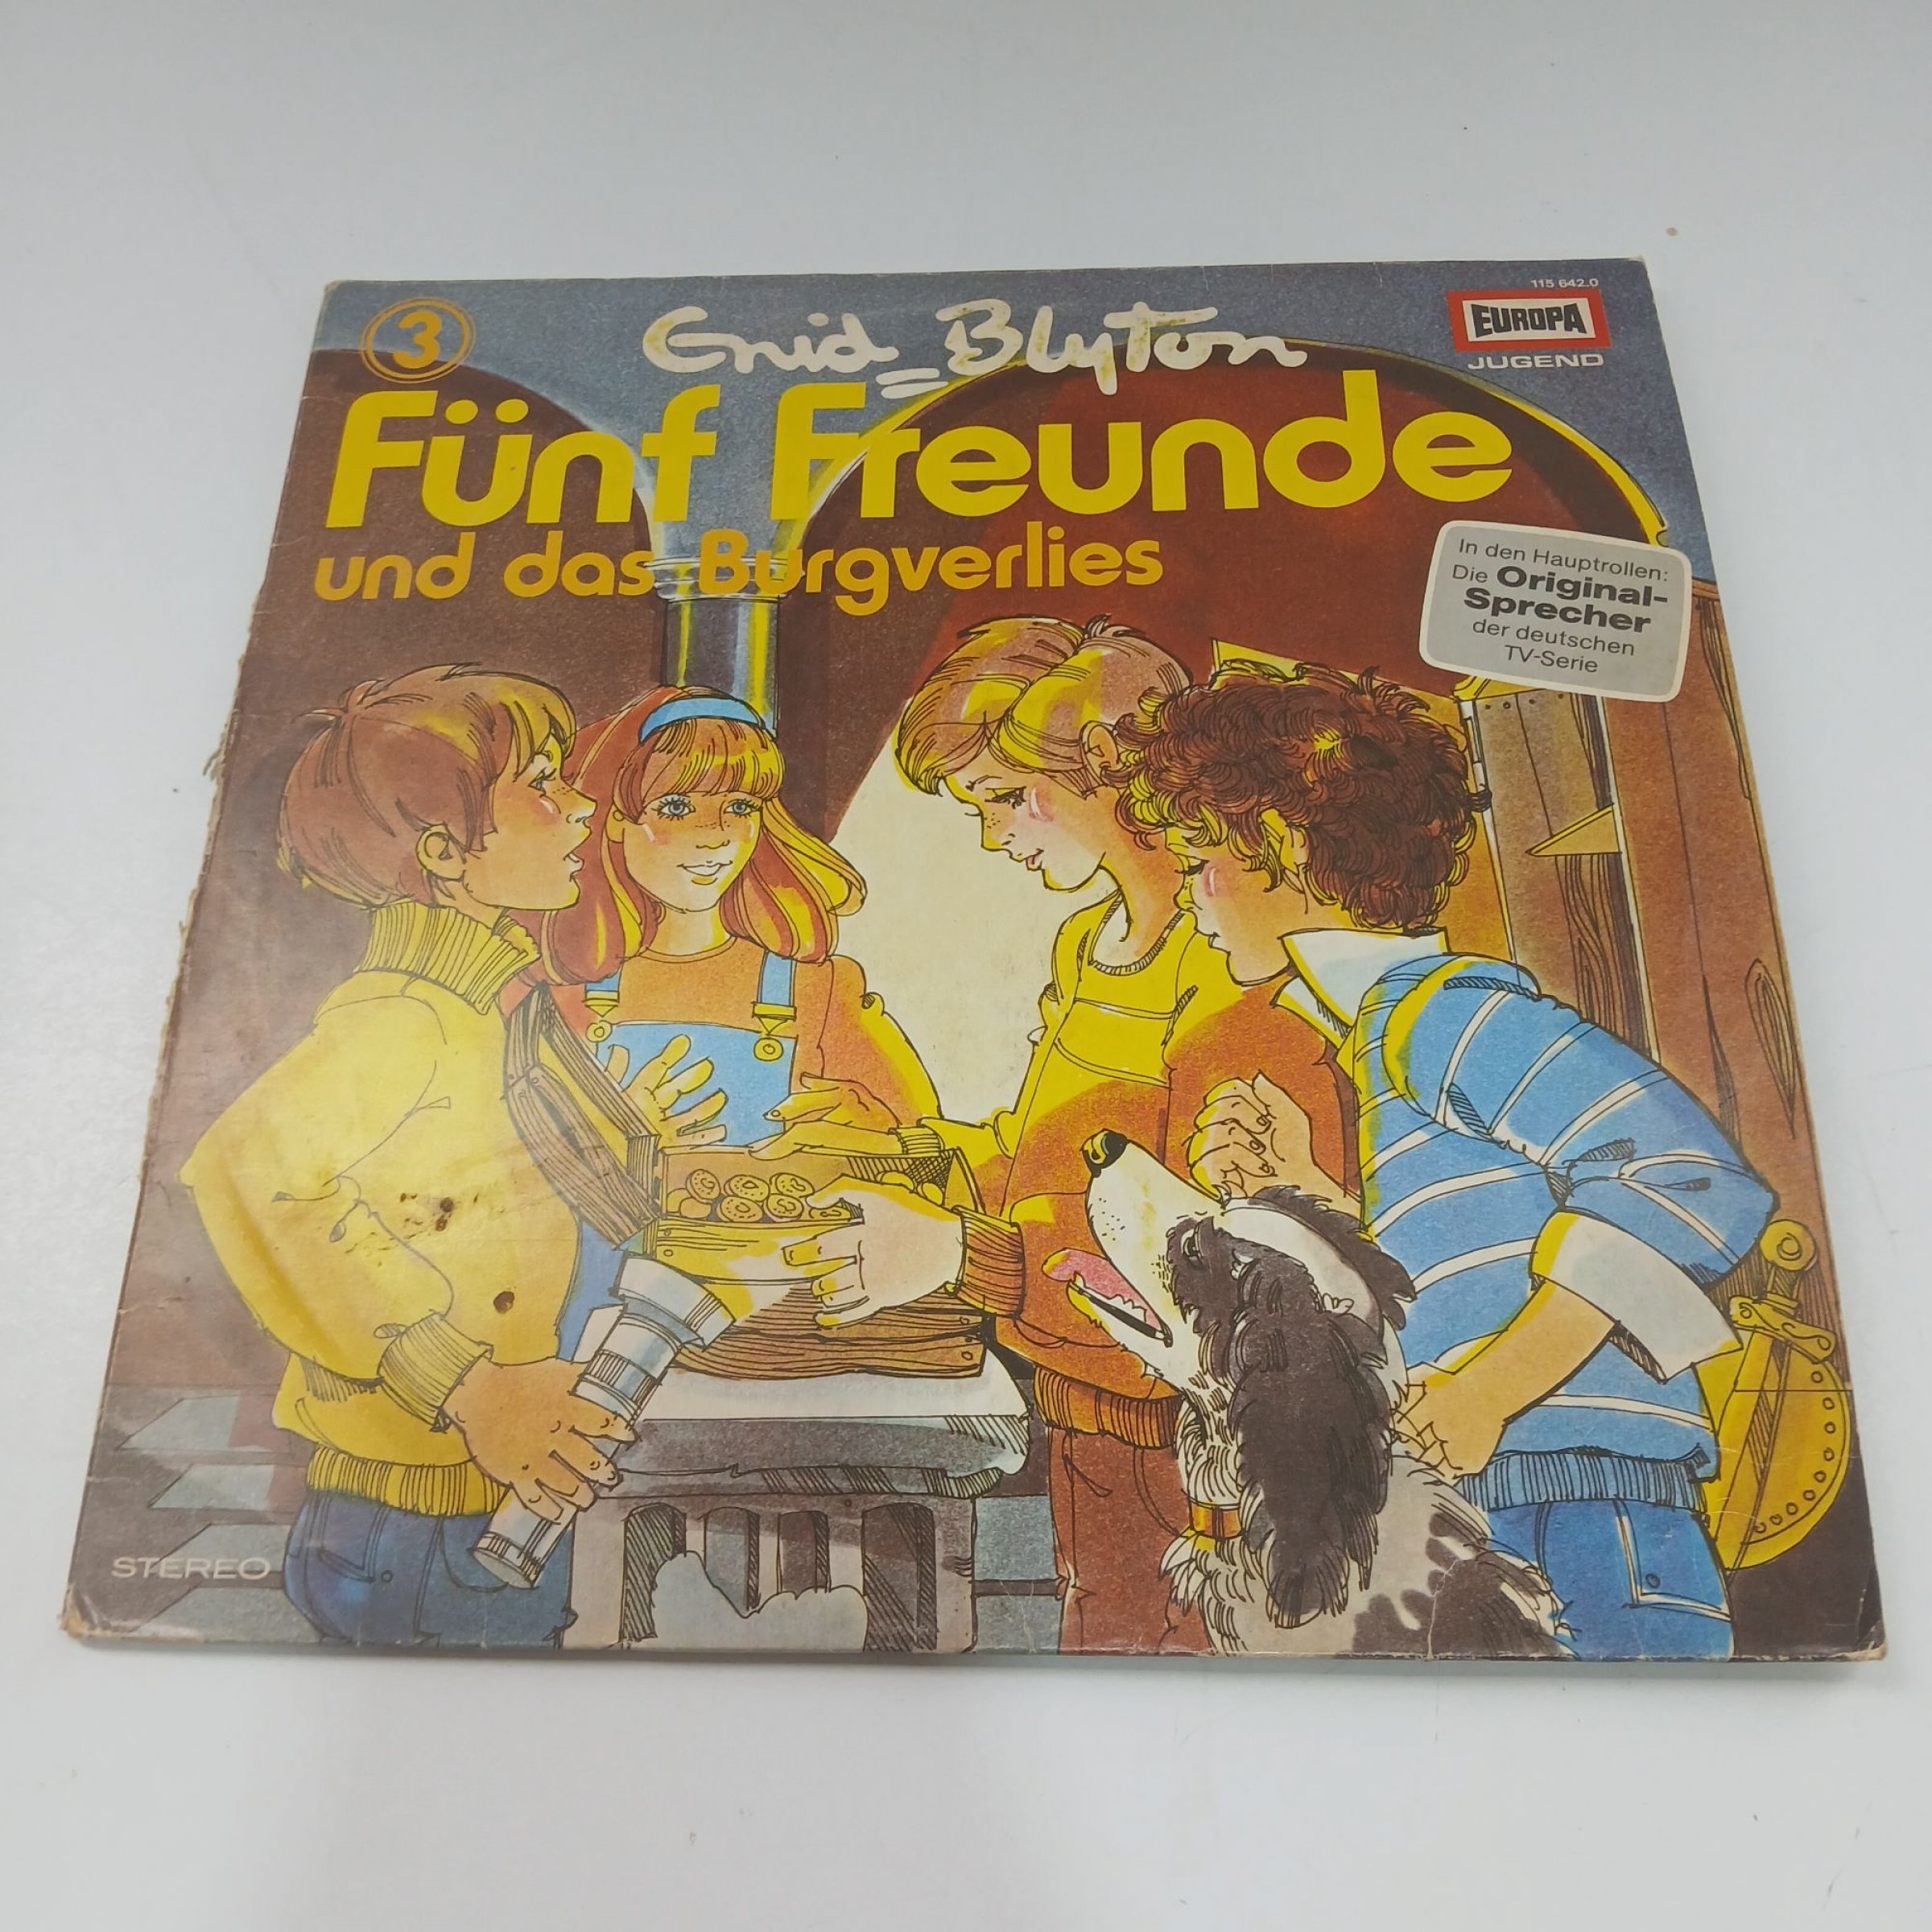 115 642.0
3
Enid Blyton
EUROPA
JUGEND
Fünf Freunde
und das Burgverlies
In den Hauptrollen:
Die Original-
Sprecher
der deutschen
TV-Serie
STEREO